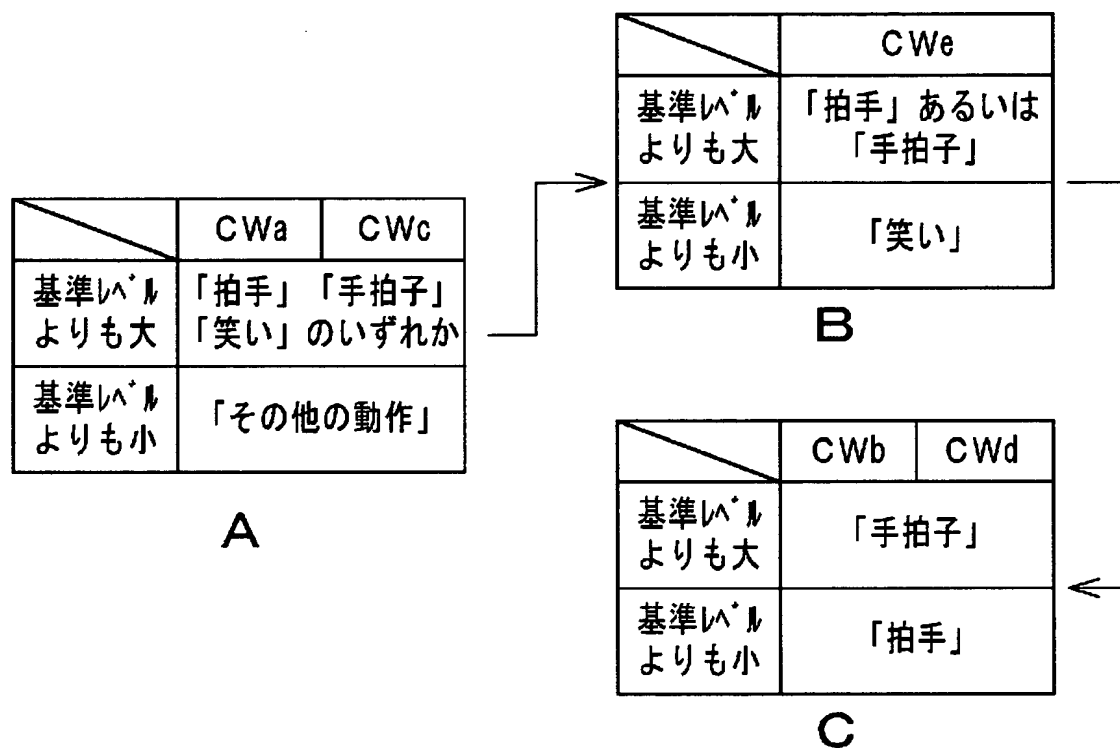 CWa CWc
基準ﾚﾍﾞﾙ
よりも大
「拍手」「手拍子」
「笑い」のいずれか
基準ﾚﾍﾞﾙ
よりも小
「その他の動作」
A
CWe
基準ﾚﾍﾞﾙ
よりも大
「拍手」あるいは
「手拍子」
基準ﾚﾍﾞﾙ
よりも小
「笑い」
B
CWb CWd
基準ﾚﾍﾞﾙ
よりも大
「手拍子」
基準ﾚﾍﾞﾙ
よりも小
「拍手」
C